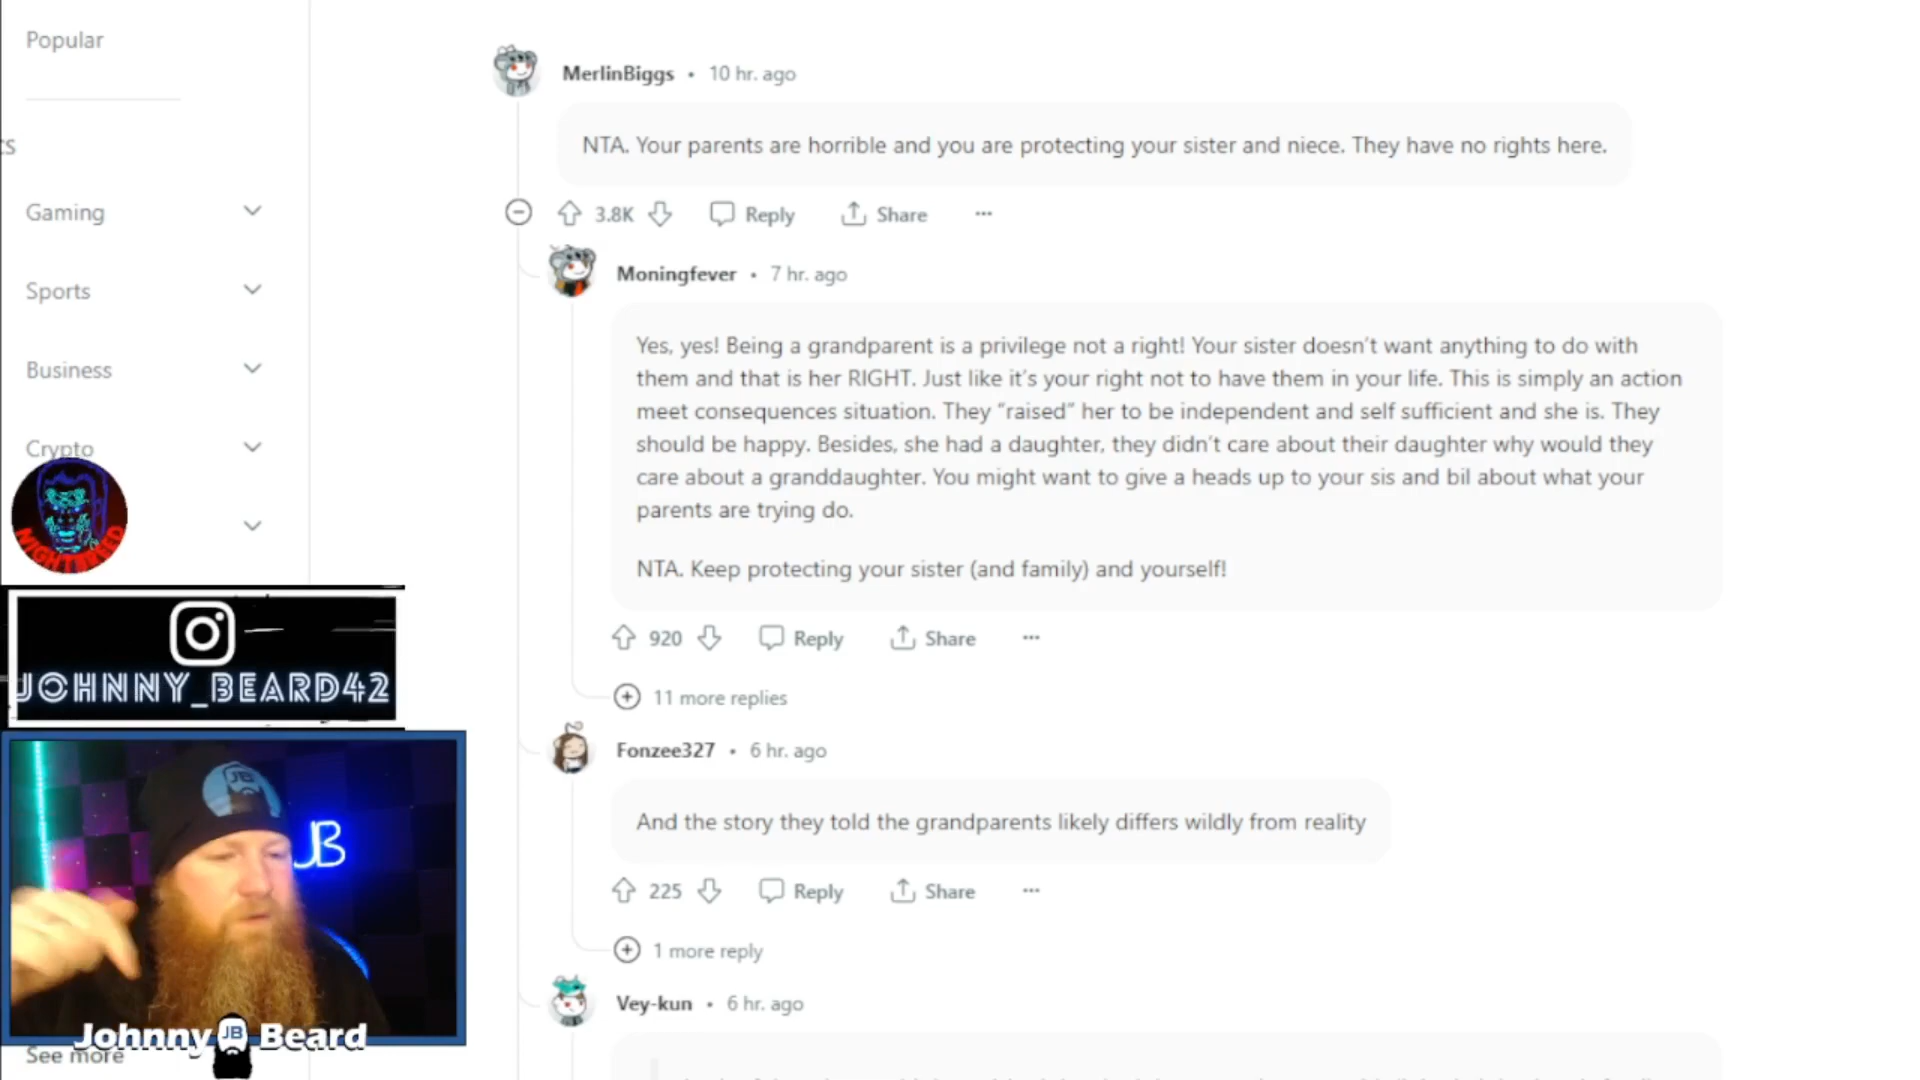 Popular
cs
Gaming
Sports
Business
Crypto
See more
NIGHTBREED
JOHNNY_BEARD42
JB
JB
Johnny JB Beard
MerlinBiggs • 10 hr. ago
NTA. Your parents are horrible and you are protecting your sister and niece. They have no rights here.
3.8K Reply Share ...
Moningfever • 7 hr. ago
Yes, yes! Being a grandparent is a privilege not a right! Your sister doesn't want anything to do with
them and that is her RIGHT. Just like it's your right not to have them in your life. This is simply an action
meet consequences situation. They “raised” her to be independent and self sufficient and she is. They
should be happy. Besides, she had a daughter, they didn't care about their daughter why would they
care about a granddaughter. You might want to give a heads up to your sis and bil about what your
parents are trying do.
NTA. Keep protecting your sister (and family) and yourself!
920 Reply Share ...
11 more replies
Fonzee327 • 6 hr. ago
And the story they told the grandparents likely differs wildly from reality
225 Reply Share ...
1 more reply
Vey-kun • 6 hr. ago